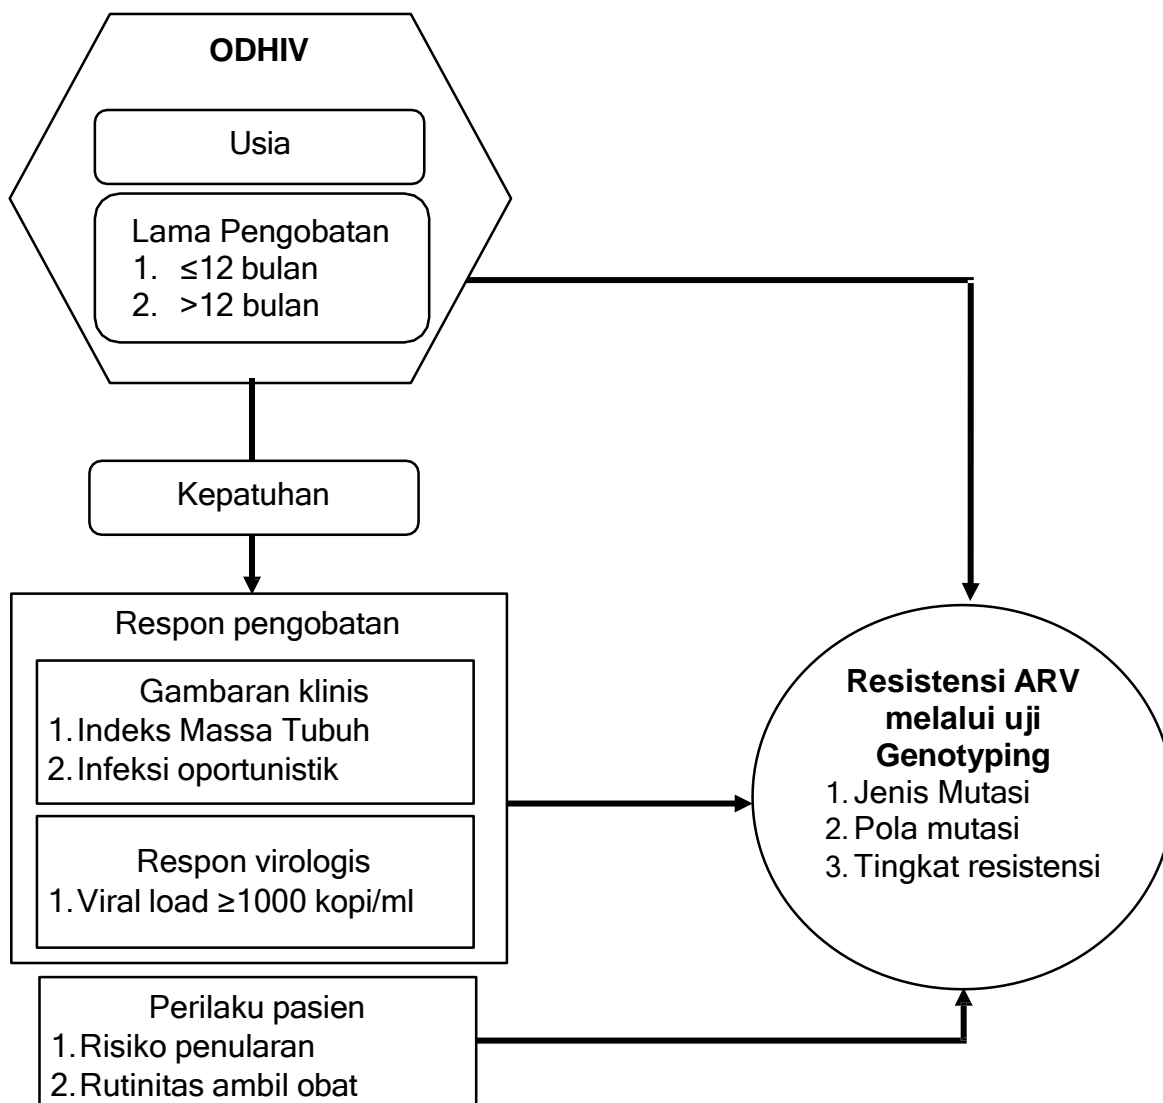 ODHIV
Usia
Lama Pengobatan
1. ≤12 bulan
2. >12 bulan
Kepatuhan
Respon pengobatan
Gambaran klinis
1. Indeks Massa Tubuh
2. Infeksi oportunistik
Respon virologis
1. Viral load ≥1000 kopi/ml
Perilaku pasien
1. Risiko penularan
2. Rutinitas ambil obat
Resistensi ARV
melalui uji
Genotyping
1. Jenis Mutasi
2. Pola mutasi
3. Tingkat resistensi